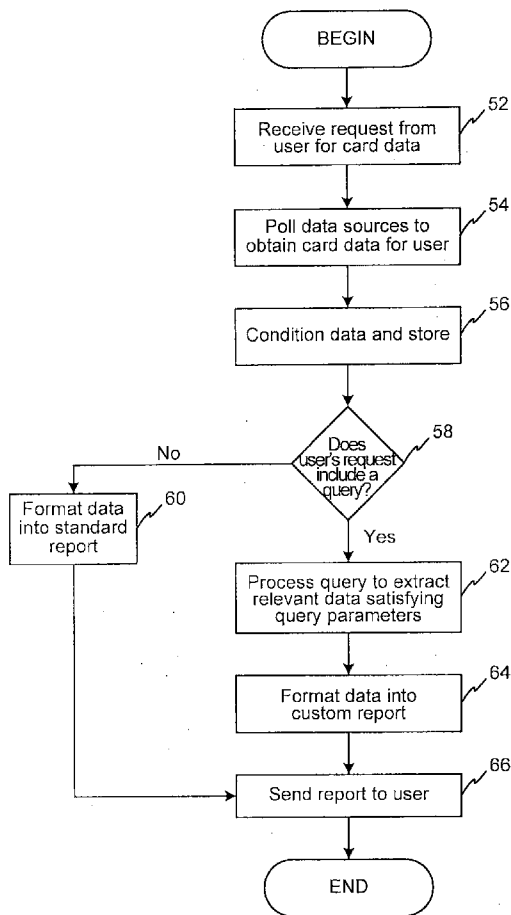 BEGIN
52
Receive request from
user for card data
54
Poll data sources to
obtain card data for user
56
Condition data and store
58
Does
user's request
include a
query?
No
Yes
60
Format data
into standard
report
62
Process query to extract
relevant data satisfying
query parameters
64
Format data into
custom report
66
Send report to user
END